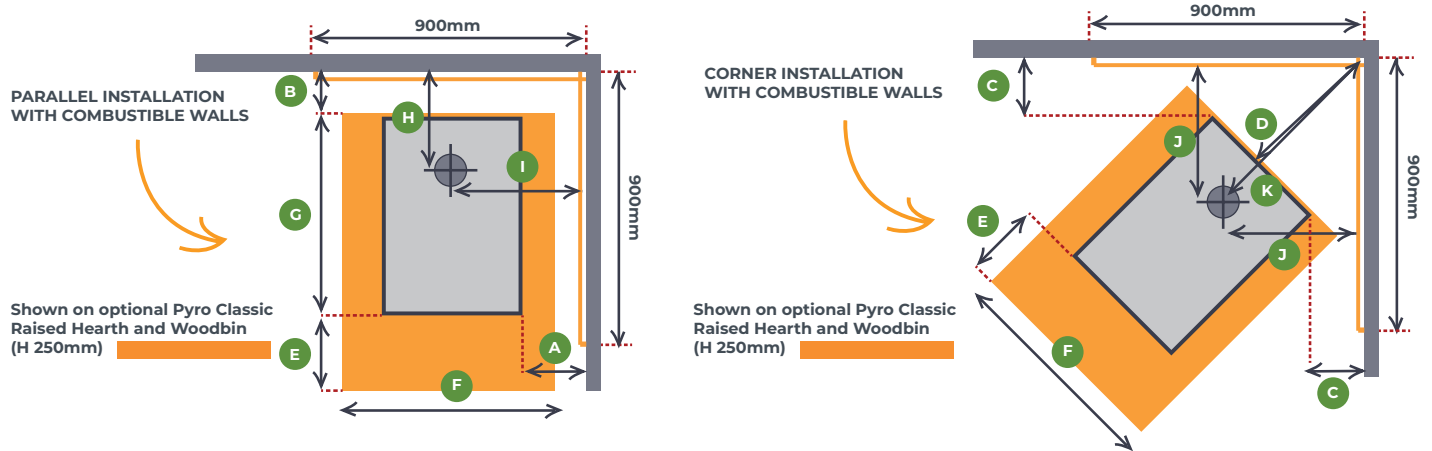 900mm
PARALLEL INSTALLATION
WITH COMBUSTIBLE WALLS
B
H
I
G
900mm
Shown on optional Pyro Classic
Raised Hearth and Woodbin
(H 250mm)
E
A
F
900mm
CORNER INSTALLATION
WITH COMBUSTIBLE WALLS
C
D
J
K
900mm
E
J
Shown on optional Pyro Classic
Raised Hearth and Woodbin
(H 250mm)
F
C